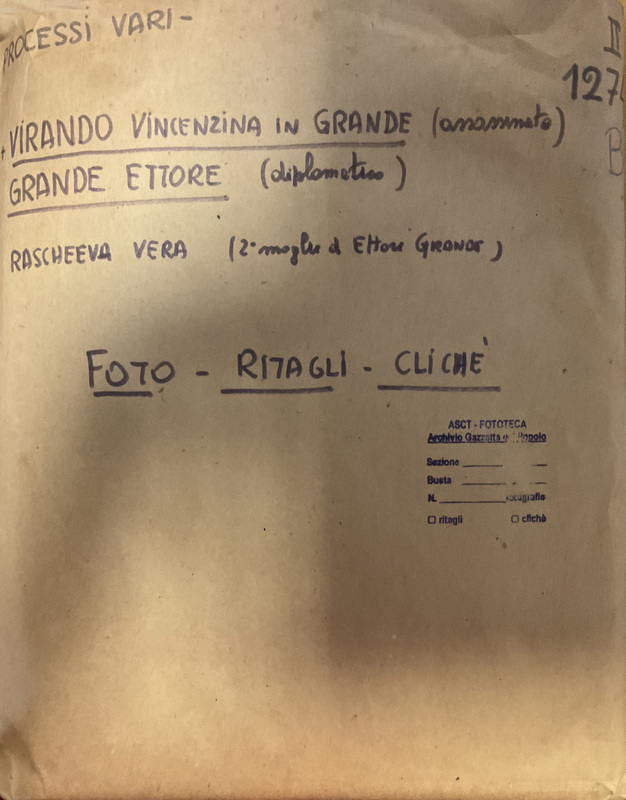 PROCESSI VARI -
II
127
B
VIRANDO VINCENZINA IN GRANDE (assassinata)
GRANDE ETTORE (diplomatico)
RASCHEEVA VERA (2ª moglie di Ettore GRANDE)
FOTO - RITAGLI - CLICHÈ
ASCT - FOTOTECA
Archivio Gazzetta del Popolo
Sezione
Busta
N. fotografie
☐ ritagli ☐ clichè